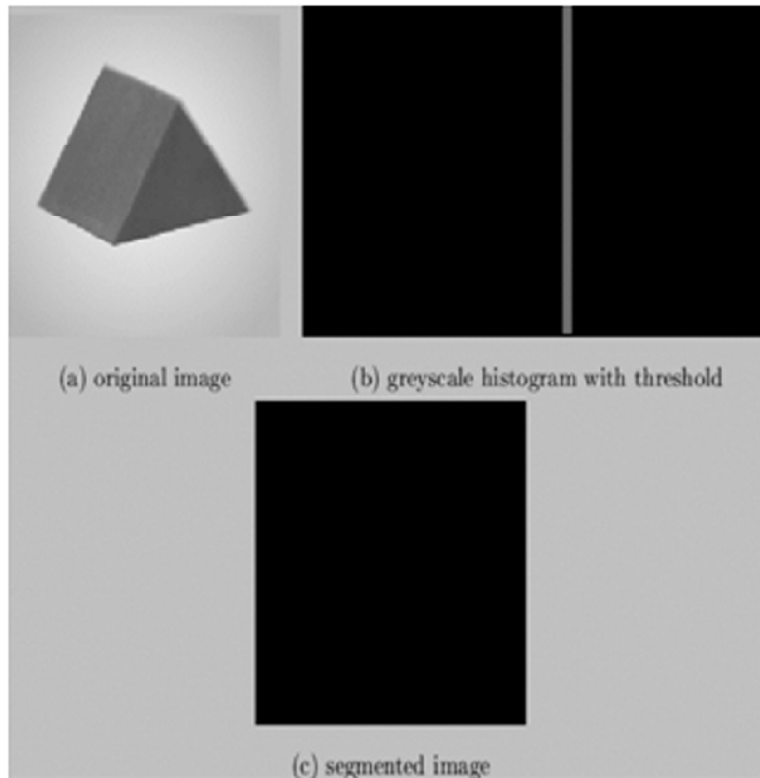 (a) original image
(b) greyscale histogram with threshold
(c) segmented image